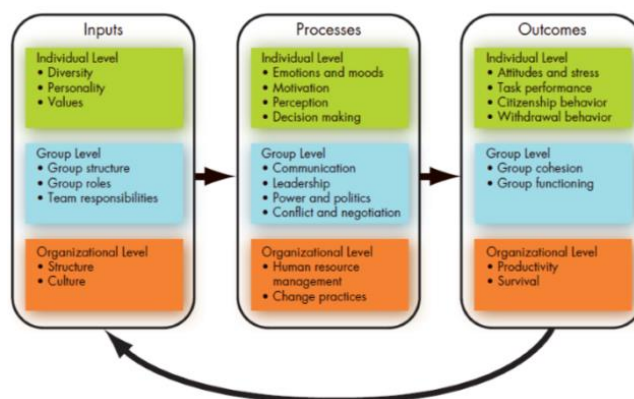 Inputs
Individual Level
• Diversity
• Personality
• Values
Group Level
• Group structure
• Group roles
• Team responsibilities
Organizational Level
• Structure
• Culture
Processes
Individual Level
• Emotions and moods
• Motivation
• Perception
• Decision making
Group Level
• Communication
• Leadership
• Power and politics
• Conflict and negotiation
Organizational Level
• Human resource
management
• Change practices
Outcomes
Individual Level
• Attitudes and stress
• Task performance
• Citizenship behavior
• Withdrawal behavior
Group Level
• Group cohesion
• Group functioning
Organizational Level
• Productivity
• Survival